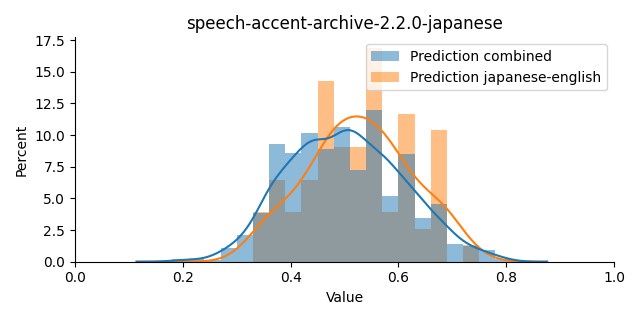 speech-accent-archive-2.2.0-japanese
17.5
15.0
12.5
10.0
7.5
5.0
2.5
0.0
Percent
Prediction combined
Prediction japanese-english
0.0 0.2 0.4 0.6 0.8 1.0
Value